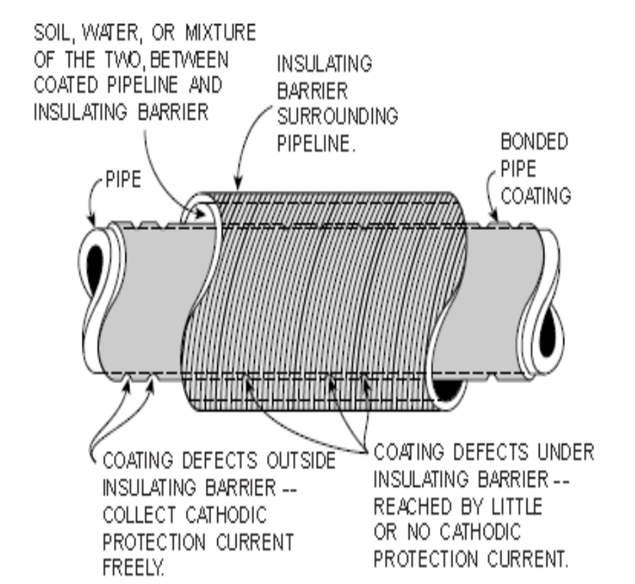 SOIL, WATER, OR MIXTURE
OF THE TWO, BETWEEN
COATED PIPELINE AND
INSULATING BARRIER
INSULATING
BARRIER
SURROUNDING
PIPELINE.
BONDED
PIPE
COATING
PIPE
COATING DEFECTS OUTSIDE
INSULATING BARRIER --
COLLECT CATHODIC
PROTECTION CURRENT
FREELY.
COATING DEFECTS UNDER
INSULATING BARRIER --
REACHED BY LITTLE
OR NO CATHODIC
PROTECTION CURRENT.